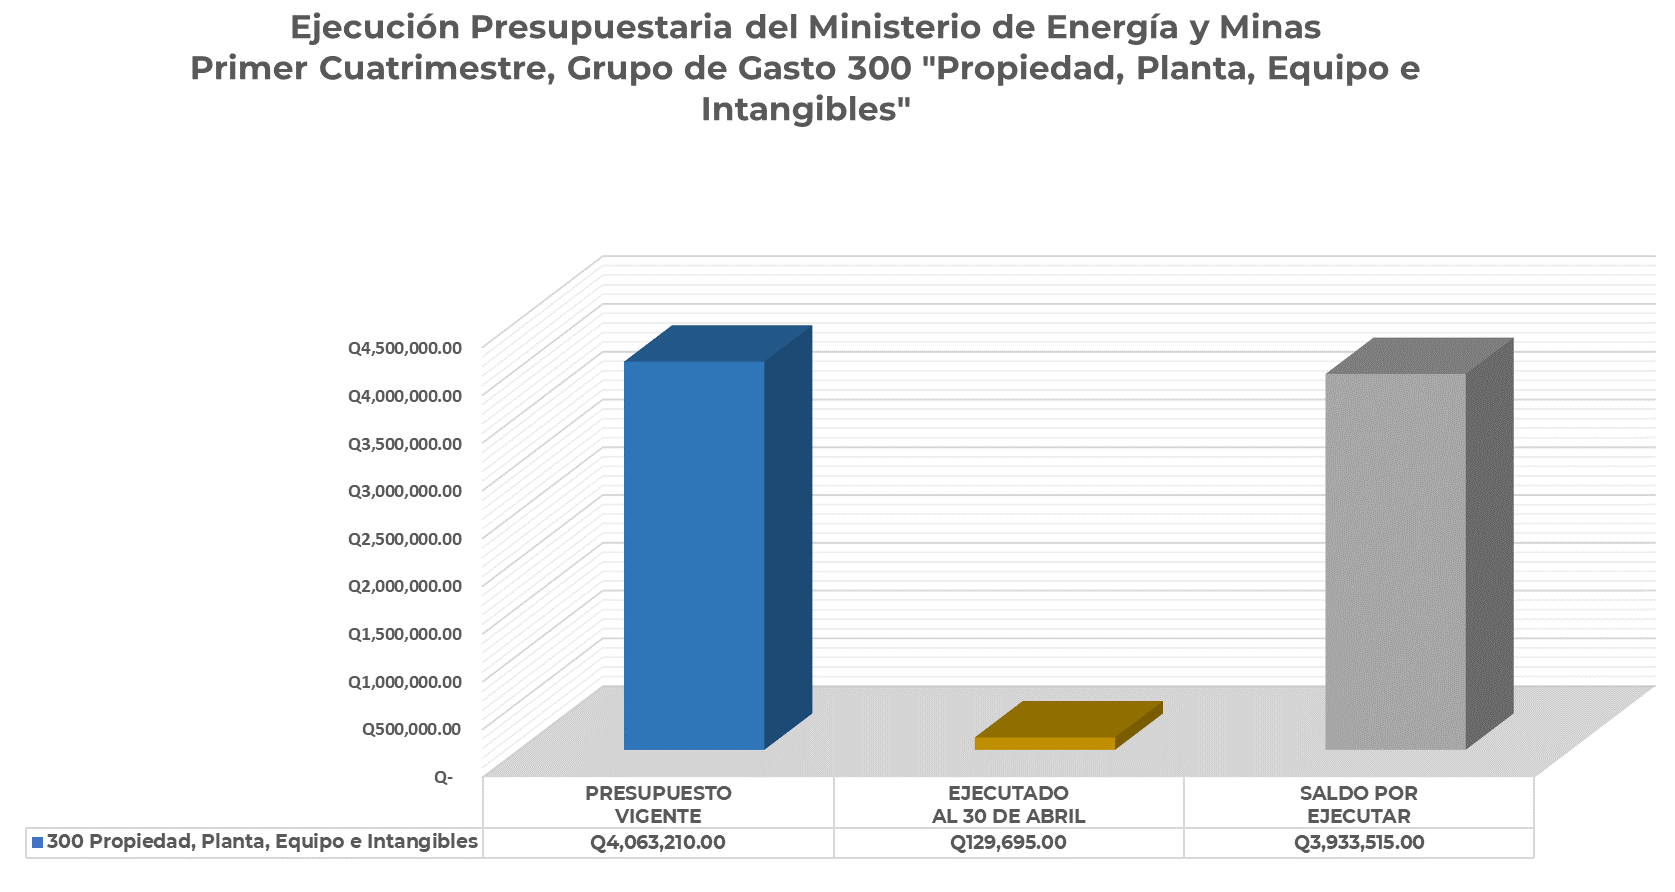 Ejecución Presupuestaria del Ministerio de Energía y Minas
Primer Cuatrimestre, Grupo de Gasto 300 "Propiedad, Planta, Equipo e
Intangibles"
Q4,500,000.00
Q4,000,000.00
Q3,500,000.00
Q3,000,000.00
Q2,500,000.00
Q2,000,000.00
Q1,500,000.00
Q1,000,000.00
Q500,000.00
Q-
PRESUPUESTO
VIGENTE
EJECUTADO
AL 30 DE ABRIL
SALDO POR
EJECUTAR
300 Propiedad, Planta, Equipo e Intangibles Q4,063,210.00 Q129,695.00 Q3,933,515.00